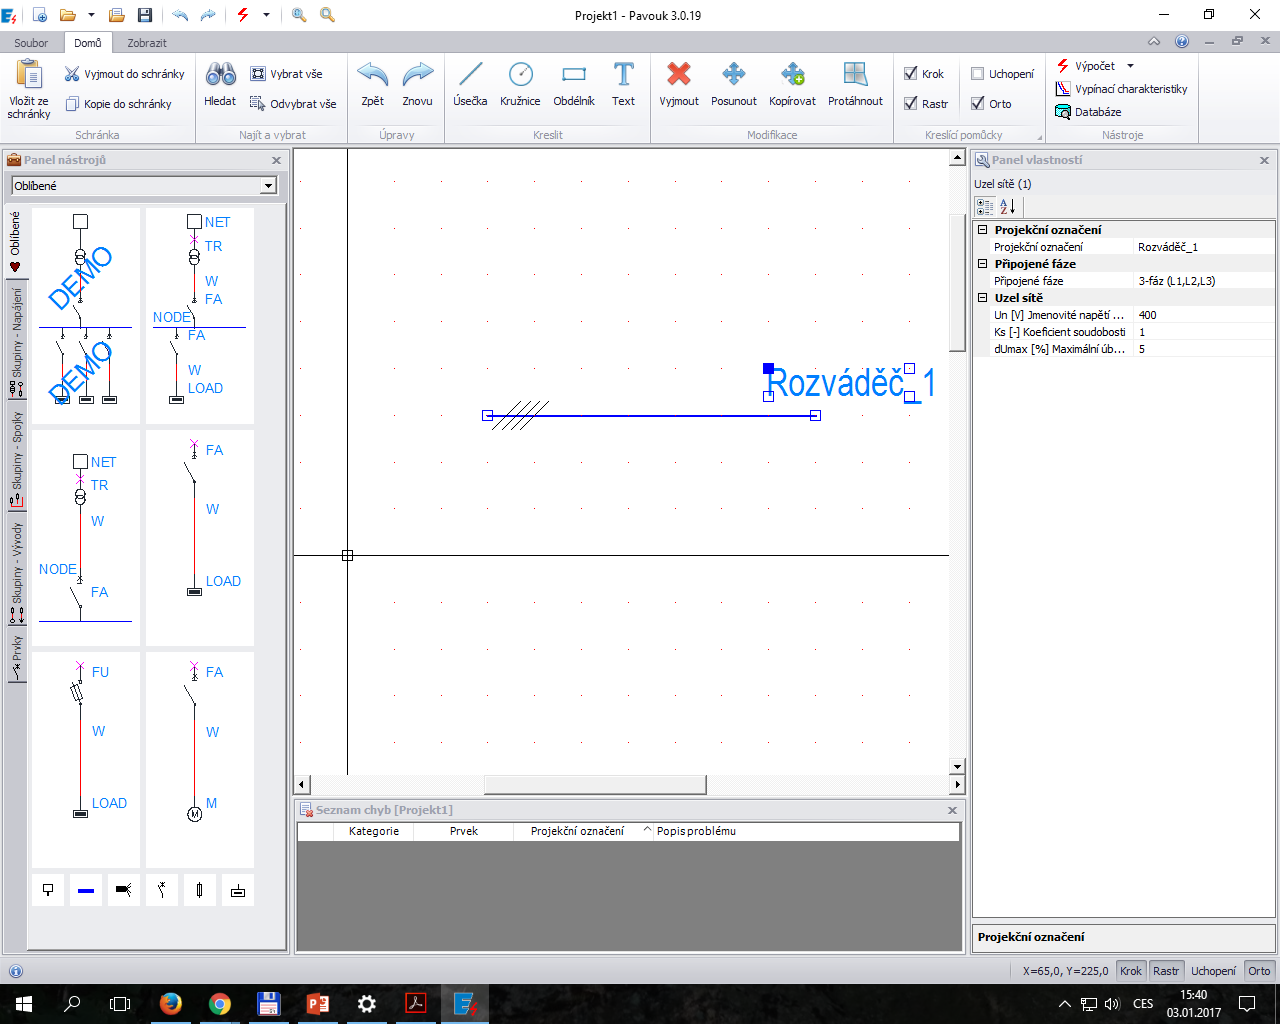 Projekt1 - Pavouk 3.0.19
Soubor
Domů
Zobrazit
Vložit ze schránky
Vyjmout do schránky
Kopie do schránky
Schránka
Hledat
Vybrat vše
Odvybrat vše
Najít a vybrat
Zpět
Znovu
Úpravy
Úsečka
Kružnice
Obdélník
Text
Kreslit
Vyjmout
Posunout
Kopírovat
Protáhnout
Modifikace
Krok
Rastr
Uchopení
Orto
Kreslící pomůcky
Výpočet
Vypínací charakteristiky
Databáze
Nástroje
Panel nástrojů
Oblíbené
Oblíbené
Skupiny - Napájení
Skupiny - Spojky
Skupiny - Vývody
Prvky
DEMO
DEMO
NET
TR
W
FA
NODE
FA
W
LOAD
NET
TR
W
NODE
FA
FA
W
LOAD
FU
W
LOAD
FA
W
M
M
Rozváděč_1
Seznam chyb [Projekt1]
Kategorie
Prvek
Projekční označení
Popis problému
Panel vlastností
Uzel sítě (1)
Projekční označení
Projekční označení Rozváděč_1
Připojené fáze
Připojené fáze 3-fáz (L1,L2,L3)
Uzel sítě
Un [V] Jmenovité napětí ... 400
Ks [-] Koeficient soudobosti 1
dUmax [%] Maximální úb... 5
Projekční označení
X=65,0, Y=225,0
Krok
Rastr
Uchopení
Orto
CES
15:40
03.01.2017